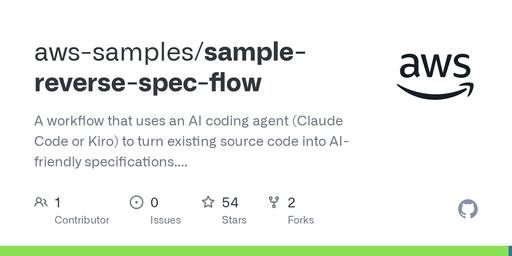 aws-samples/sample-
reverse-spec-flow
aws
A workflow that uses an AI coding agent (Claude
Code or Kiro) to turn existing source code into AI-
friendly specifications....
1
Contributor
0
Issues
54
Stars
2
Forks